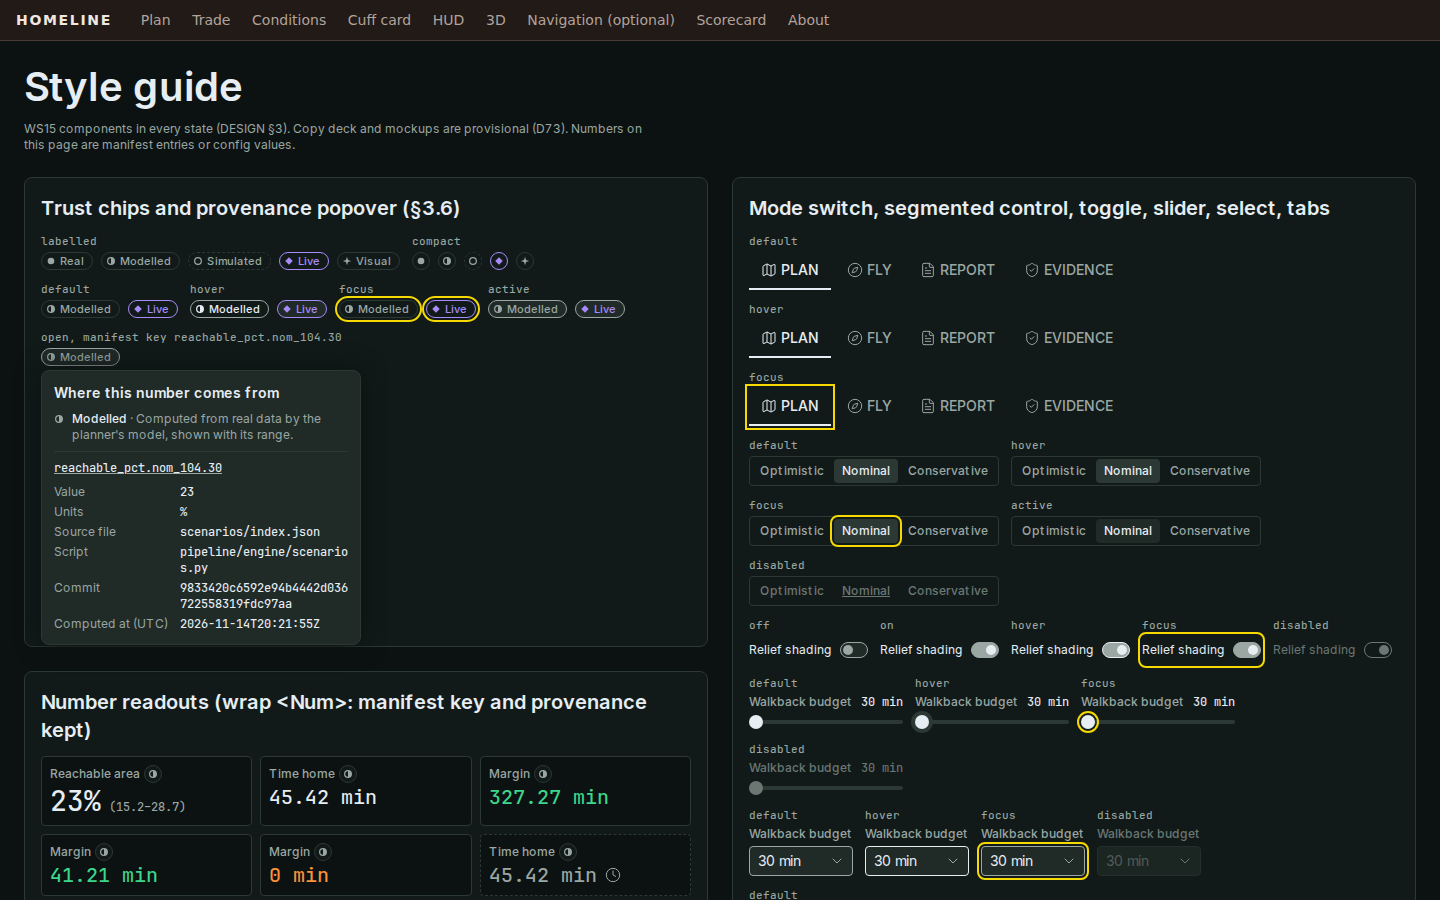 HOMELINE Plan Trade Conditions Cuff card HUD 3D Navigation (optional) Scorecard About
Style guide
WS15 components in every state (DESIGN §3). Copy deck and mockups are provisional (D73). Numbers on
this page are manifest entries or config values.
Trust chips and provenance popover (§3.6)
labelled compact
Real Modelled Simulated Live Visual
default hover focus active
Modelled Live Modelled Live Modelled Live Modelled Live
open, manifest key reachable_pct.nom_104.30
Modelled
Where this number comes from
Modelled · Computed from real data by the
planner's model, shown with its range.
reachable_pct.nom_104.30
Value 23
Units %
Source file scenarios/index.json
Script pipeline/engine/scenario
s.py
Commit 9833420c6592e94b4442d036
722558319fdc97aa
Computed at (UTC) 2026-11-14T20:21:55Z
Number readouts (wrap <Num>: manifest key and provenance
kept)
Reachable area Time home Margin
23% (15.2–28.7) 45.42 min 327.27 min
Margin Margin Time home
41.21 min 0 min 45.42 min
Mode switch, segmented control, toggle, slider, select, tabs
default
PLAN FLY REPORT EVIDENCE
hover
PLAN FLY REPORT EVIDENCE
focus
PLAN FLY REPORT EVIDENCE
default hover
Optimistic Nominal Conservative Optimistic Nominal Conservative
focus active
Optimistic Nominal Conservative Optimistic Nominal Conservative
disabled
Optimistic Nominal Conservative
off on hover focus disabled
Relief shading Relief shading Relief shading Relief shading Relief shading
default hover focus
Walkback budget 30 min Walkback budget 30 min Walkback budget 30 min
disabled
Walkback budget 30 min
default hover focus disabled
Walkback budget Walkback budget Walkback budget Walkback budget
30 min 30 min 30 min 30 min
default